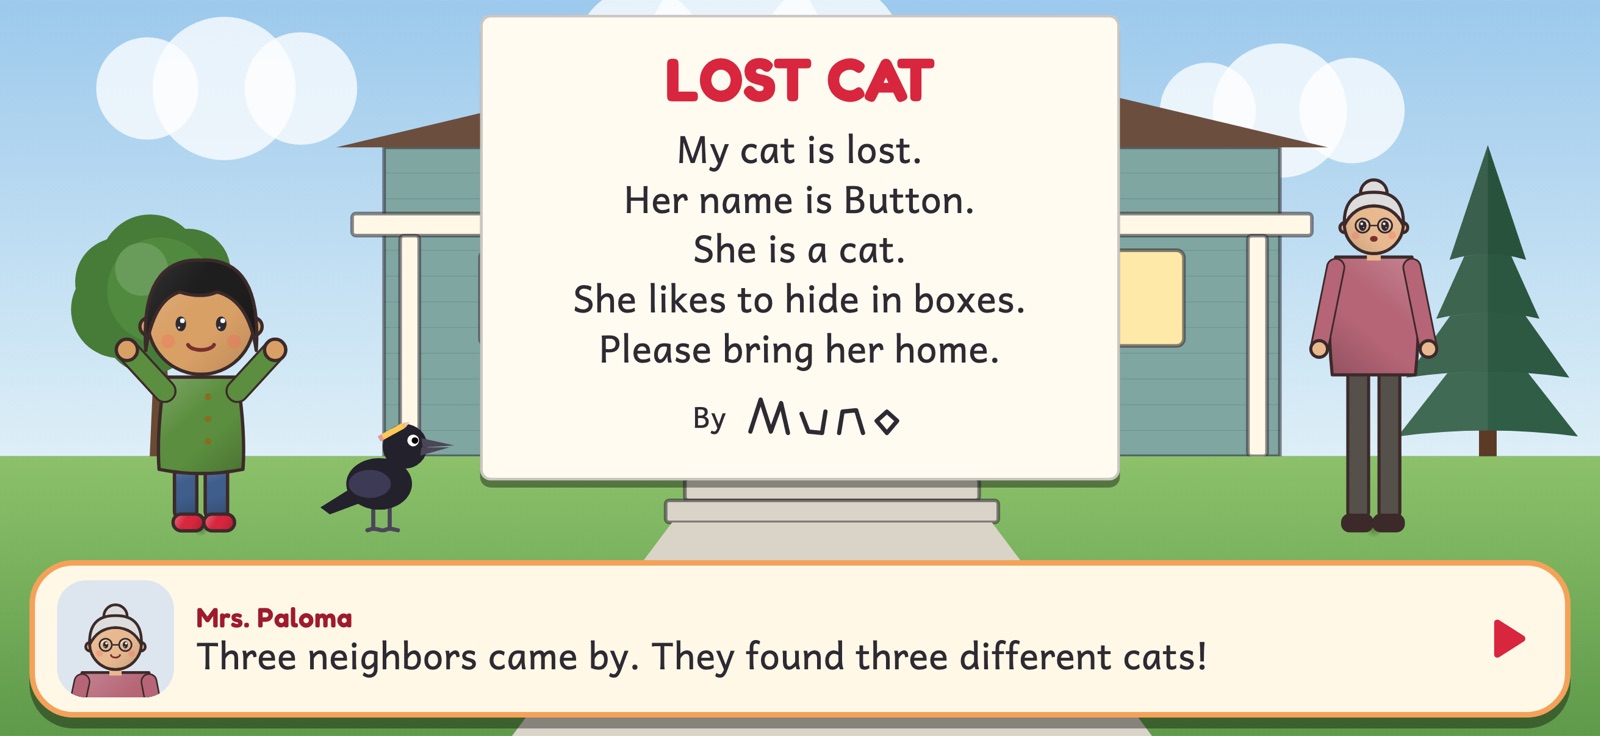 LOST CAT
My cat is lost.
Her name is Button.
She is a cat.
She likes to hide in boxes.
Please bring her home.
By Muno
Mrs. Paloma
Three neighbors came by. They found three different cats!